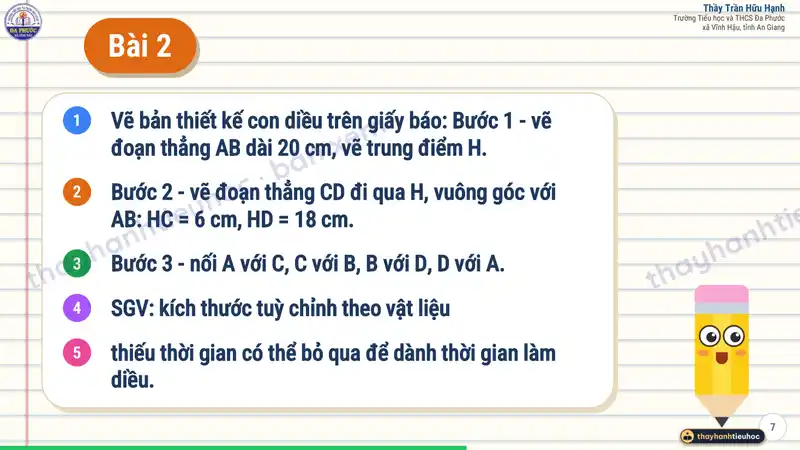 Thầy Trần Hữu Hạnh
Trường Tiểu học và THCS Đa Phước
xã Vĩnh Hậu, tỉnh An Giang
ĐA PHƯỚC
Bài 2
1 Vẽ bản thiết kế con diều trên giấy báo: Bước 1 - vẽ
đoạn thẳng AB dài 20 cm, vẽ trung điểm H.
2 Bước 2 - vẽ đoạn thẳng CD đi qua H, vuông góc với
AB: HC = 6 cm, HD = 18 cm.
3 Bước 3 - nối A với C, C với B, B với D, D với A.
4 SGV: kích thước tuỳ chỉnh theo vật liệu
5 thiếu thời gian có thể bỏ qua để dành thời gian làm
diều.
7
thayhanhtieuhoc